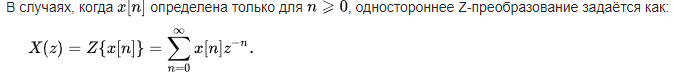 В случаях, когда x[n] определена только для n ⩾ 0, одностороннее Z-преобразование задаётся как:
X(z) = Z{x[n]} = ∑_{n=0}^{∞} x[n]z^{−n}.